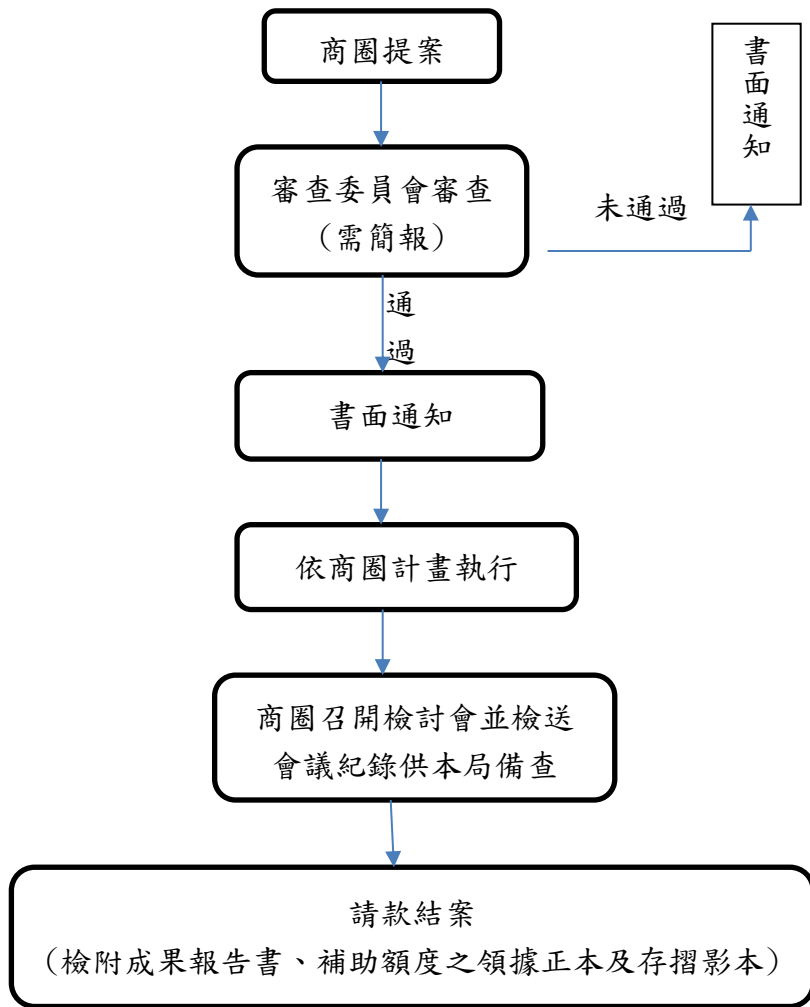 商圈提案
審查委員會審查
（需簡報）
未通過
書面通知
通
過
書面通知
依商圈計畫執行
商圈召開檢討會並檢送
會議紀錄供本局備查
請款結案
（檢附成果報告書、補助額度之領據正本及存摺影本）